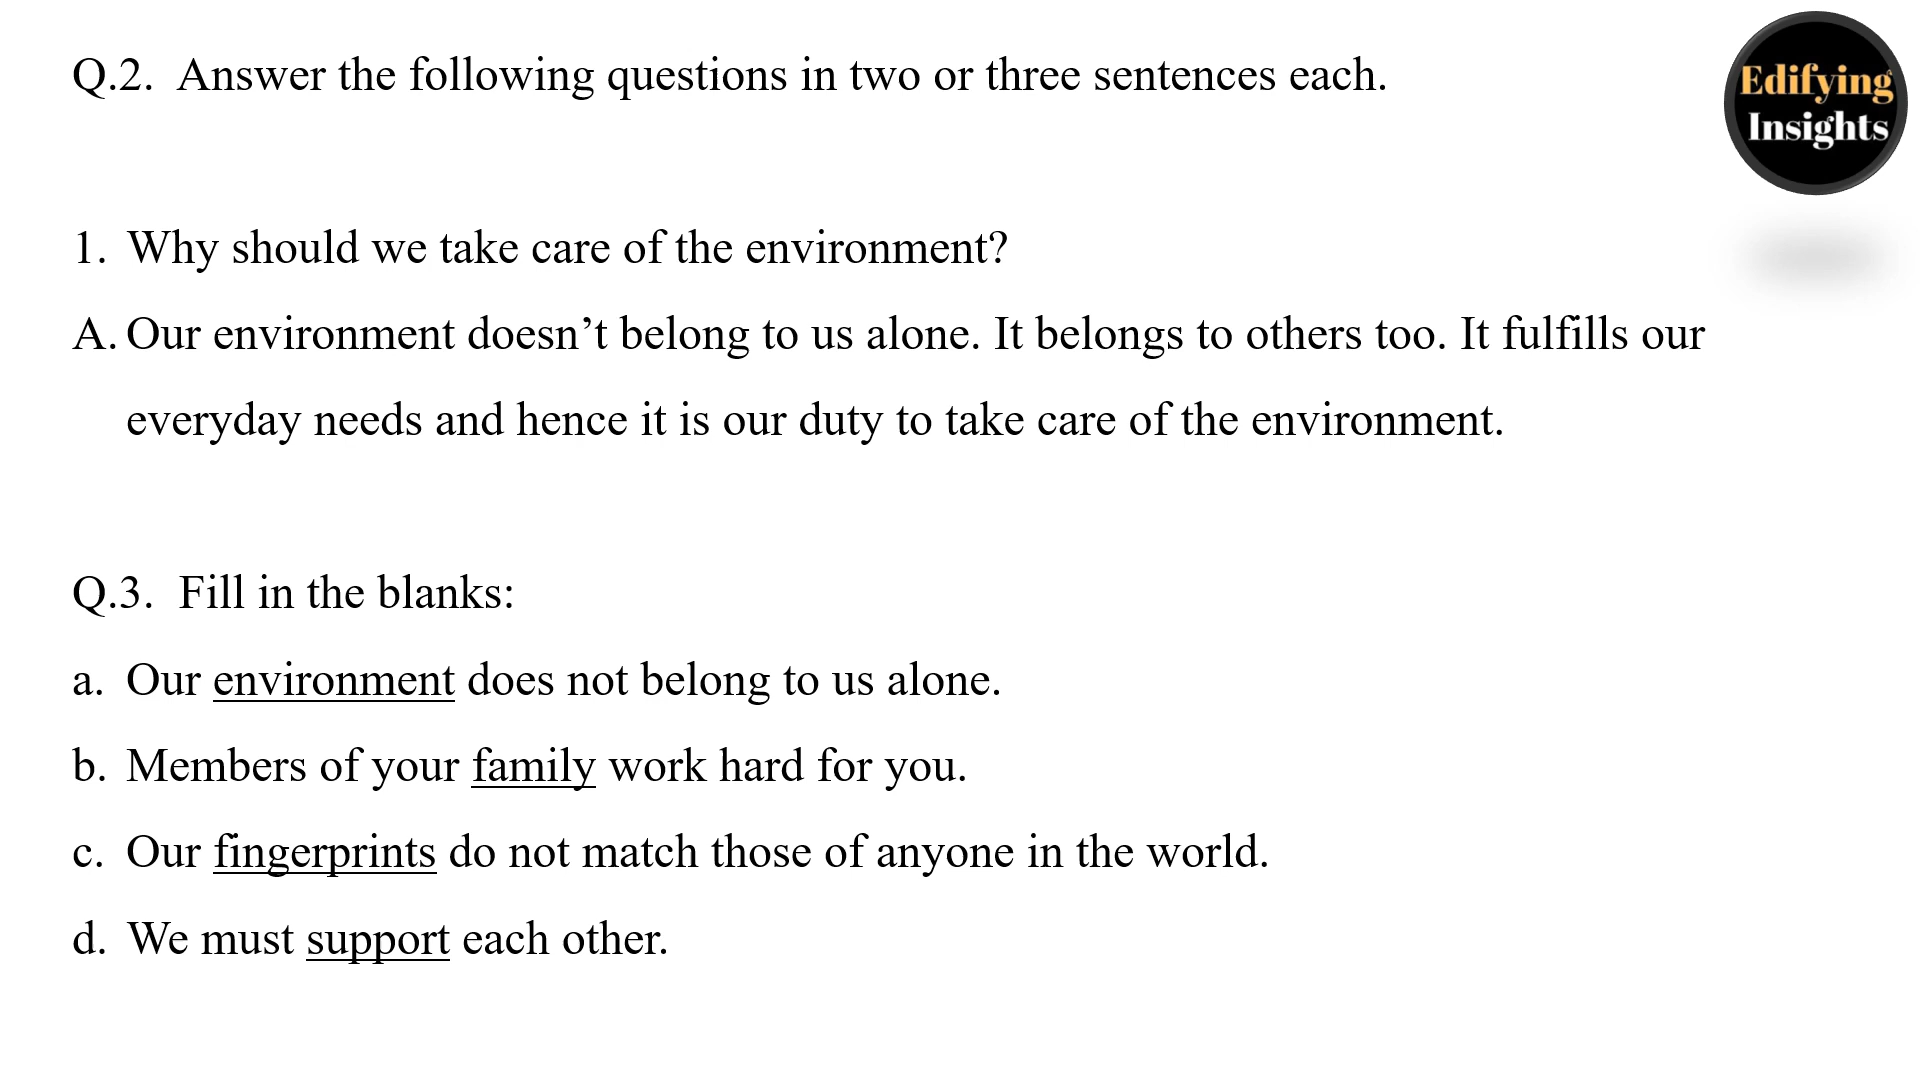 Q.2. Answer the following questions in two or three sentences each.
Edifying
Insights
1. Why should we take care of the environment?
A. Our environment doesn’t belong to us alone. It belongs to others too. It fulfills our
everyday needs and hence it is our duty to take care of the environment.
Q.3. Fill in the blanks:
a. Our environment does not belong to us alone.
b. Members of your family work hard for you.
c. Our fingerprints do not match those of anyone in the world.
d. We must support each other.